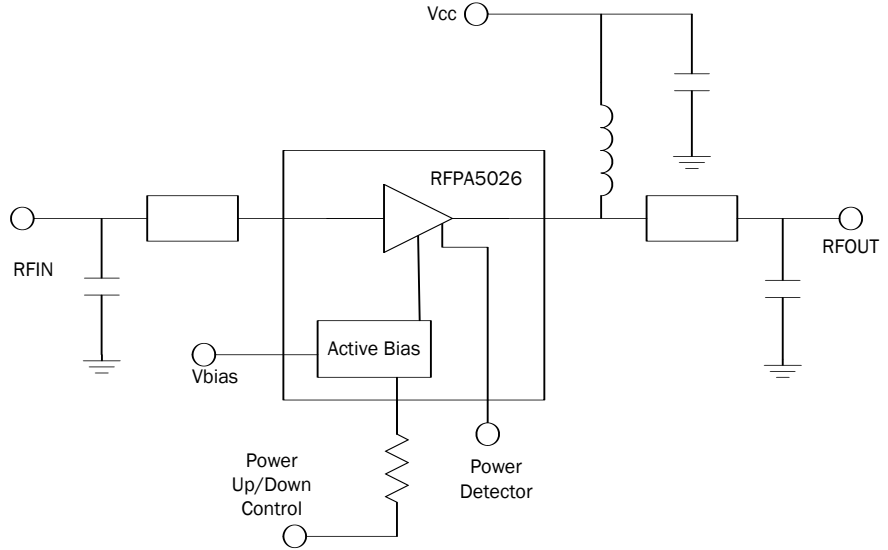 Vcc
RFPA5026
RFIN
RFOUT
Active Bias
Vbias
Power
Up/Down
Control
Power
Detector